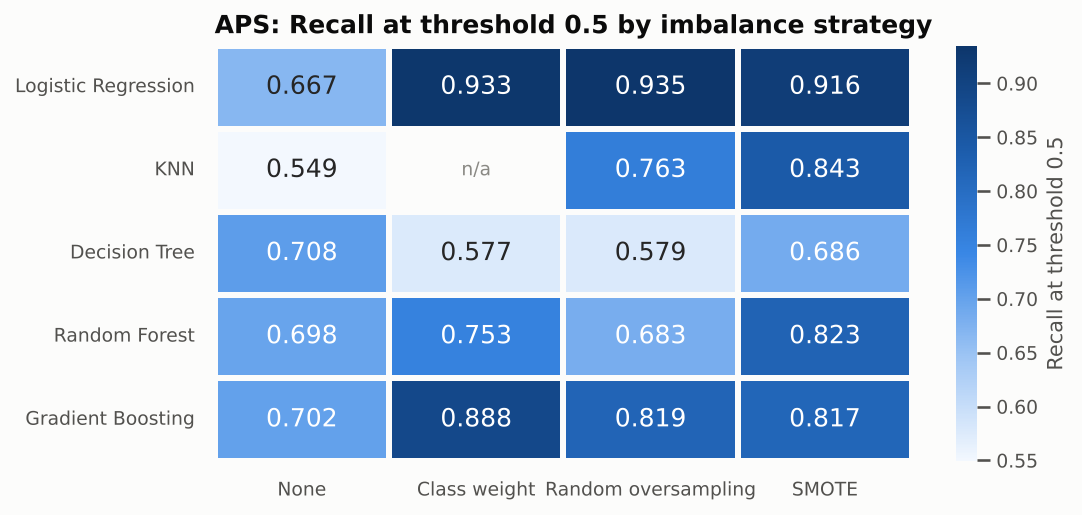 APS: Recall at threshold 0.5 by imbalance strategy
Logistic Regression 0.667 0.933 0.935 0.916
KNN 0.549 n/a 0.763 0.843
Decision Tree 0.708 0.577 0.579 0.686
Random Forest 0.698 0.753 0.683 0.823
Gradient Boosting 0.702 0.888 0.819 0.817
None Class weight Random oversampling SMOTE
0.90
0.85
0.80
0.75
0.70
0.65
0.60
0.55
Recall at threshold 0.5